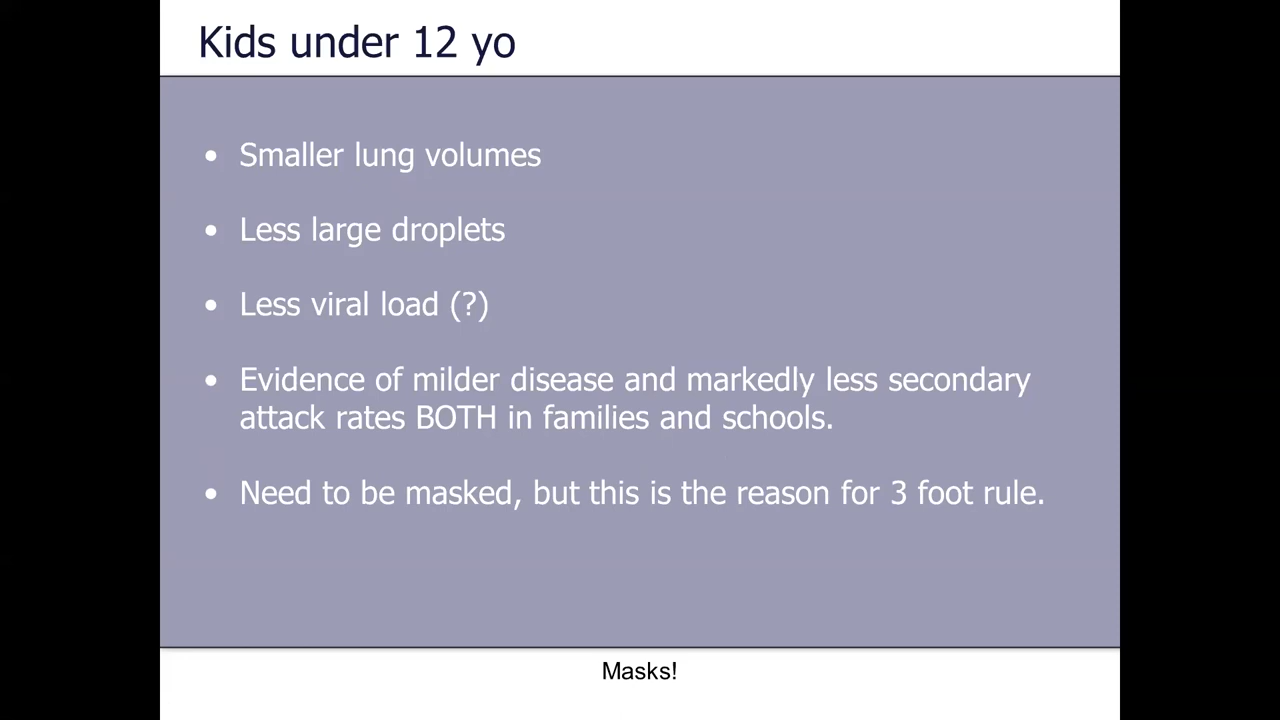 Kids under 12 yo
• Smaller lung volumes
• Less large droplets
• Less viral load (?)
• Evidence of milder disease and markedly less secondary
attack rates BOTH in families and schools.
• Need to be masked, but this is the reason for 3 foot rule.
Masks!